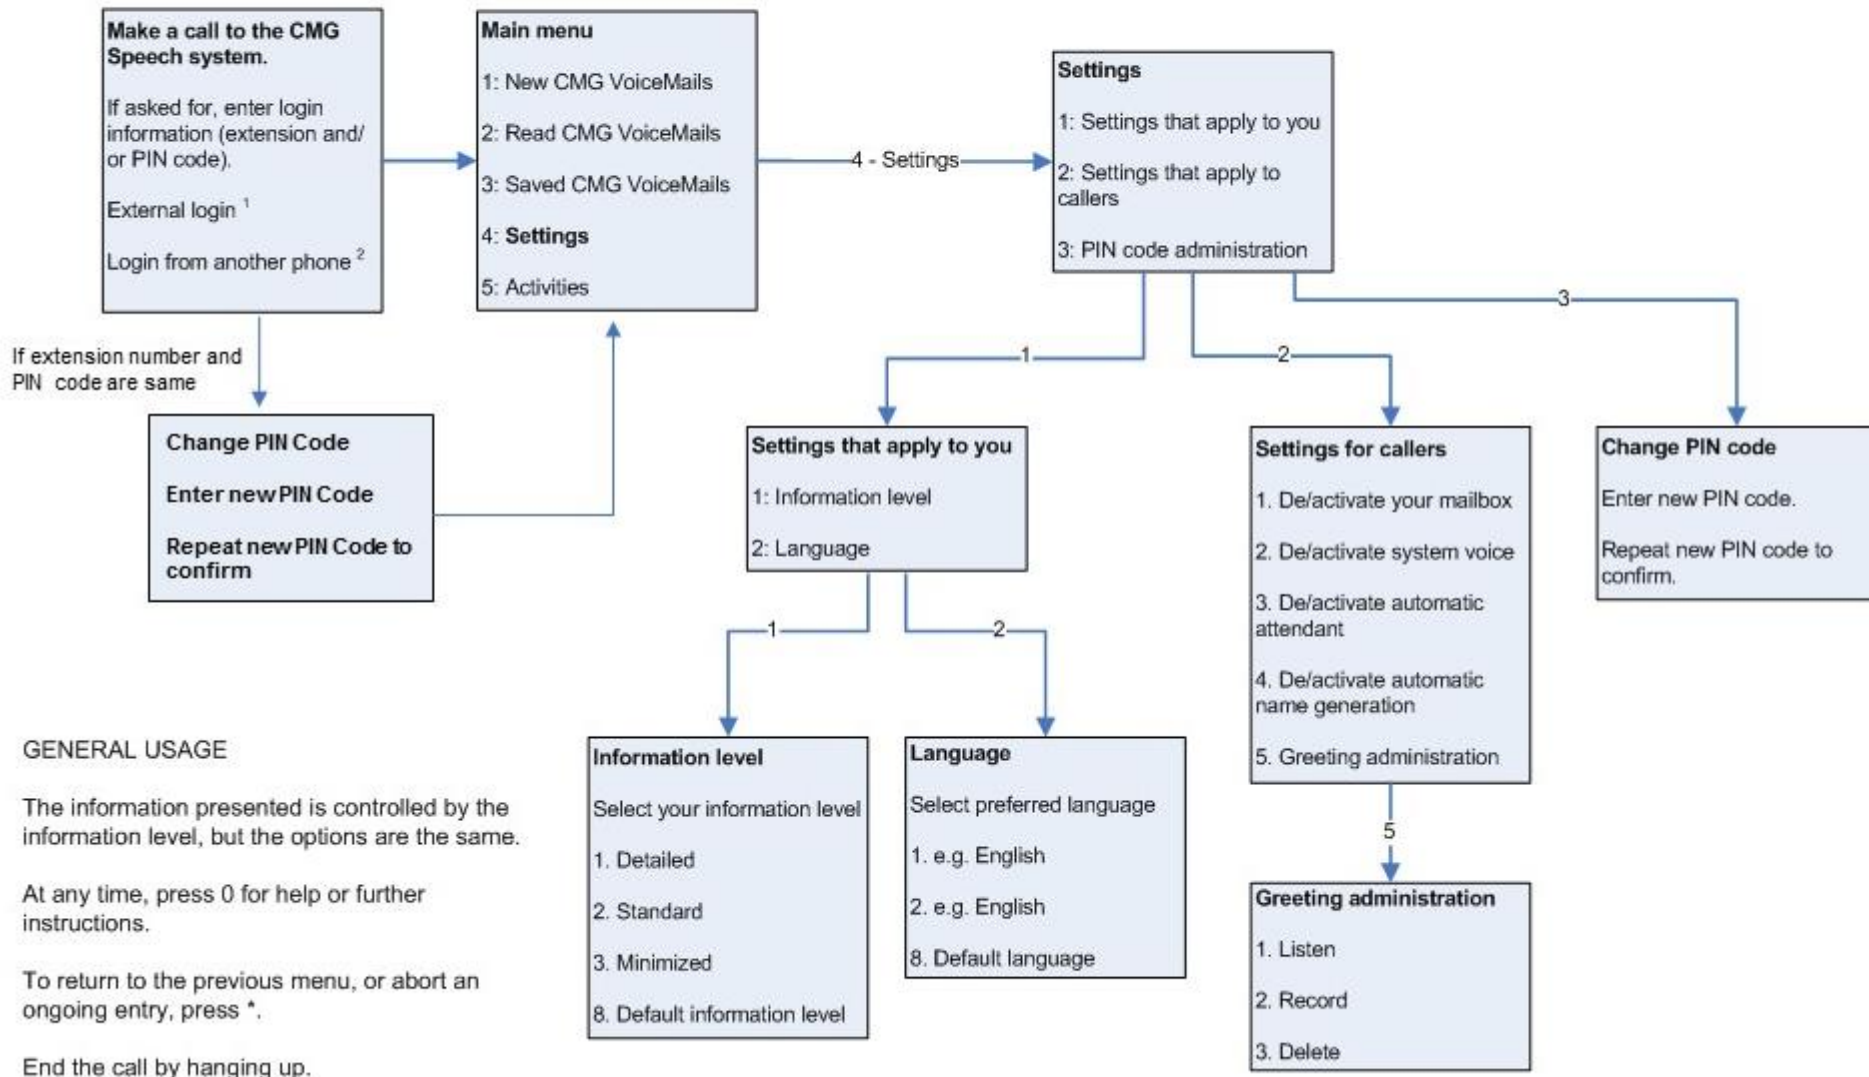 Make a call to the CMG
Speech system.
If asked for, enter login
information (extension and/
or PIN code).
External login 1
Login from another phone 2
Main menu
1: New CMG VoiceMails
2: Read CMG VoiceMails
3: Saved CMG VoiceMails
4: Settings
5: Activities
4 - Settings
Settings
1: Settings that apply to you
2: Settings that apply to
callers
3: PIN code administration
If extension number and
PIN code are same
Change PIN Code
Enter new PIN Code
Repeat new PIN Code to
confirm
1
2
3
Settings that apply to you
1: Information level
2: Language
Settings for callers
1. De/activate your mailbox
2. De/activate system voice
3. De/activate automatic
attendant
4. De/activate automatic
name generation
5. Greeting administration
Change PIN code
Enter new PIN code.
Repeat new PIN code to
confirm.
1
2
Information level
Select your information level
1. Detailed
2. Standard
3. Minimized
8. Default information level
Language
Select preferred language
1. e.g. English
2. e.g. English
8. Default language
5
Greeting administration
1. Listen
2. Record
3. Delete
GENERAL USAGE
The information presented is controlled by the
information level, but the options are the same.
At any time, press 0 for help or further
instructions.
To return to the previous menu, or abort an
ongoing entry, press *.
End the call by hanging up.